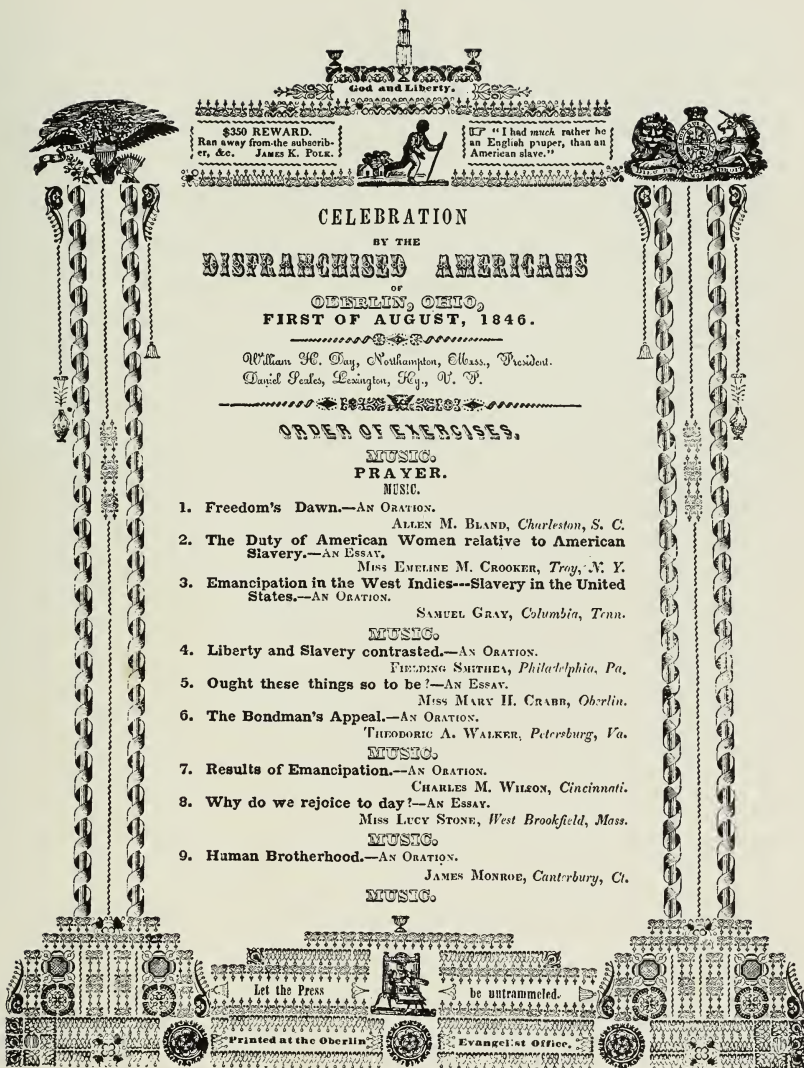 God and Liberty.
$350 REWARD.
Ran away from the subscrib-
er, &c. JAMES K. POLK.
☞ "I had much rather be
an English pauper, than an
American slave."
CELEBRATION
BY THE
DISFRANCHISED AMERICANS
OF
OBERLIN, OHIO,
FIRST OF AUGUST, 1846.
William H. Day, Northampton, Mass., President.
Daniel Seales, Lexington, Ky., V. P.
ORDER OF EXERCISES,
MUSIC.
PRAYER.
MUSIC.
1. Freedom's Dawn.—AN ORATION.
ALLEN M. BLAND, Charleston, S. C.
2. The Duty of American Women relative to American
Slavery.—AN ESSAY.
MISS EMELINE M. CROOKER, Troy, N. Y.
3. Emancipation in the West Indies---Slavery in the United
States.—AN ORATION.
SAMUEL GRAY, Columbia, Tenn.
MUSIC.
4. Liberty and Slavery contrasted.—AN ORATION.
FIELDING SMITHEA, Philadelphia, Pa.
5. Ought these things so to be?—AN ESSAY.
MISS MARY H. CRABB, Oberlin.
6. The Bondman's Appeal.—AN ORATION.
THEODORIC A. WALKER, Petersburg, Va.
MUSIC.
7. Results of Emancipation.—AN ORATION.
CHARLES M. WILSON, Cincinnati.
8. Why do we rejoice to day?—AN ESSAY.
MISS LUCY STONE, West Brookfield, Mass.
MUSIC.
9. Human Brotherhood.—AN ORATION.
JAMES MONROE, Canterbury, Ct.
MUSIC.
Let the Press be untrammeled.
Printed at the Oberlin Evangelist Office.